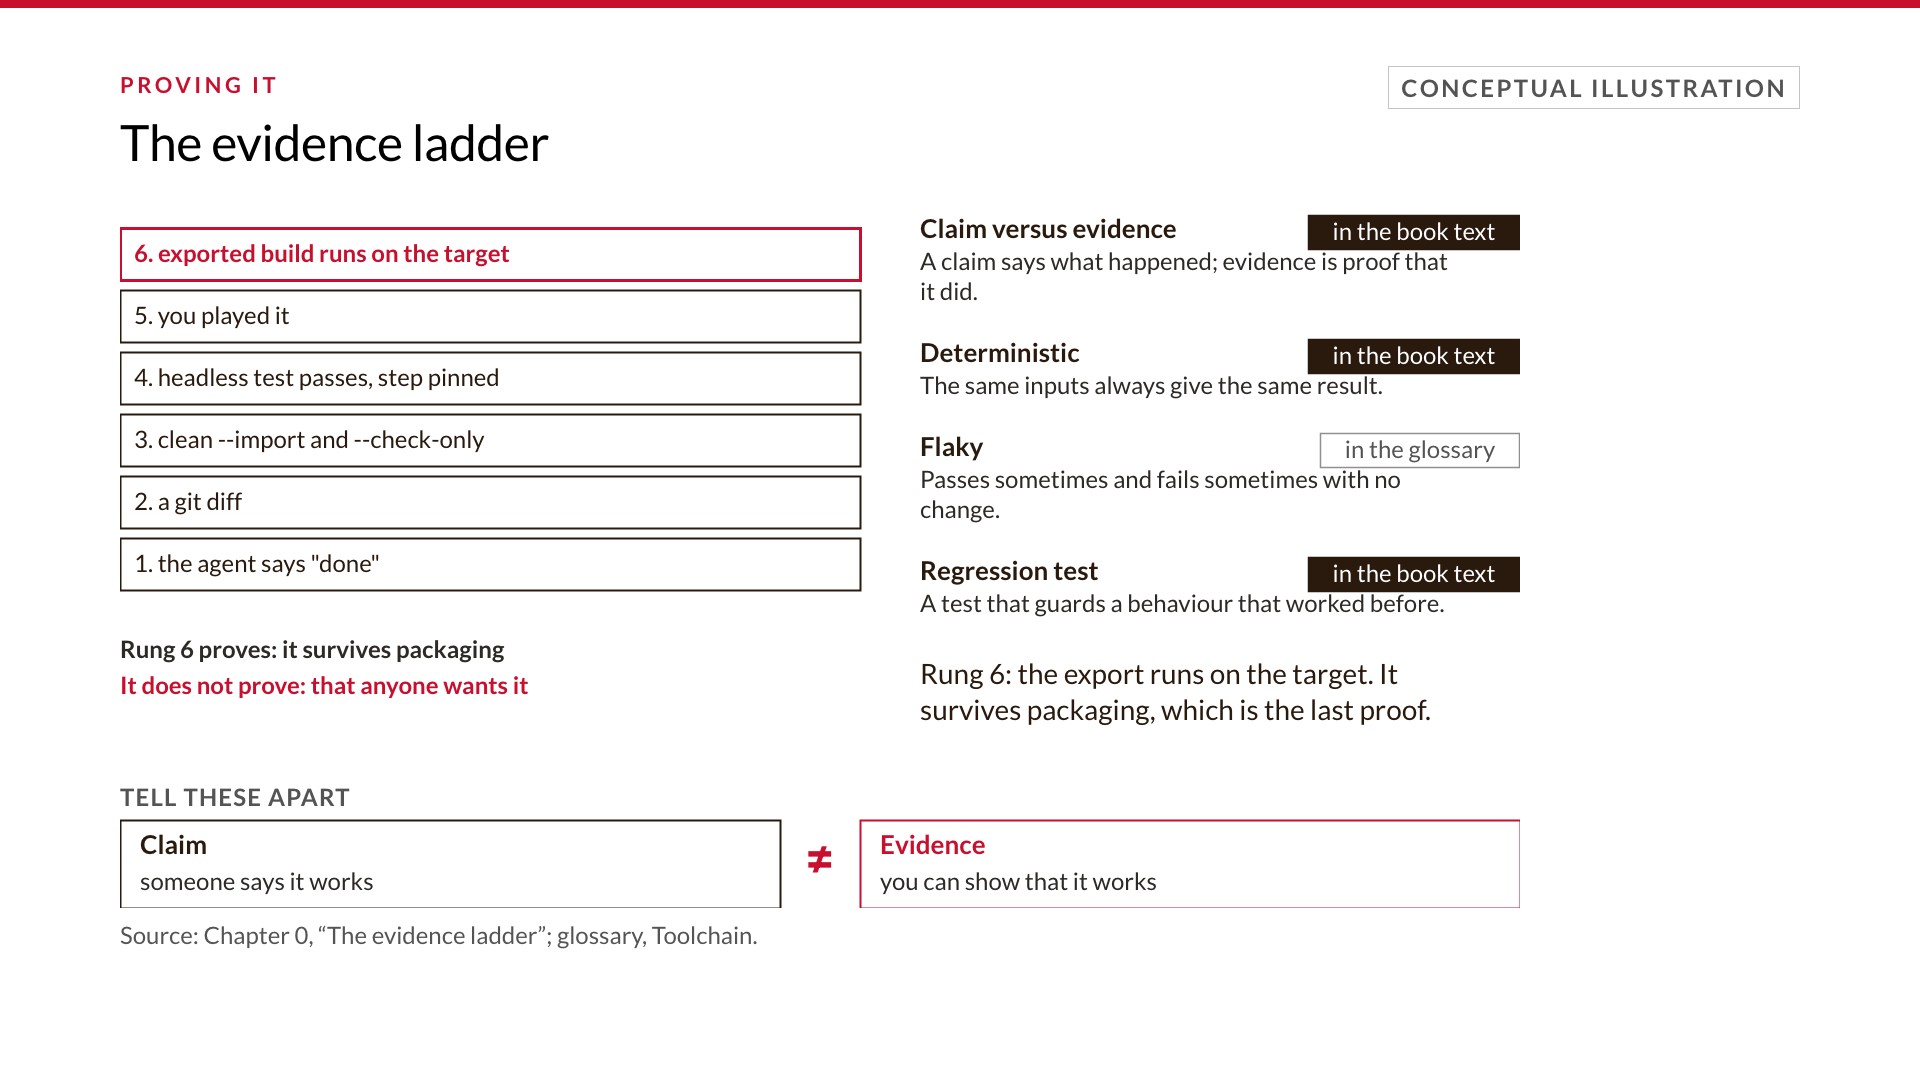 PROVING IT
CONCEPTUAL ILLUSTRATION
The evidence ladder
6. exported build runs on the target
5. you played it
4. headless test passes, step pinned
3. clean --import and --check-only
2. a git diff
1. the agent says "done"
Rung 6 proves: it survives packaging
It does not prove: that anyone wants it
Claim versus evidence
in the book text
A claim says what happened; evidence is proof that
it did.
Deterministic
in the book text
The same inputs always give the same result.
Flaky
in the glossary
Passes sometimes and fails sometimes with no
change.
Regression test
in the book text
A test that guards a behaviour that worked before.
Rung 6: the export runs on the target. It
survives packaging, which is the last proof.
TELL THESE APART
Claim
someone says it works
≠
Evidence
you can show that it works
Source: Chapter 0, “The evidence ladder”; glossary, Toolchain.